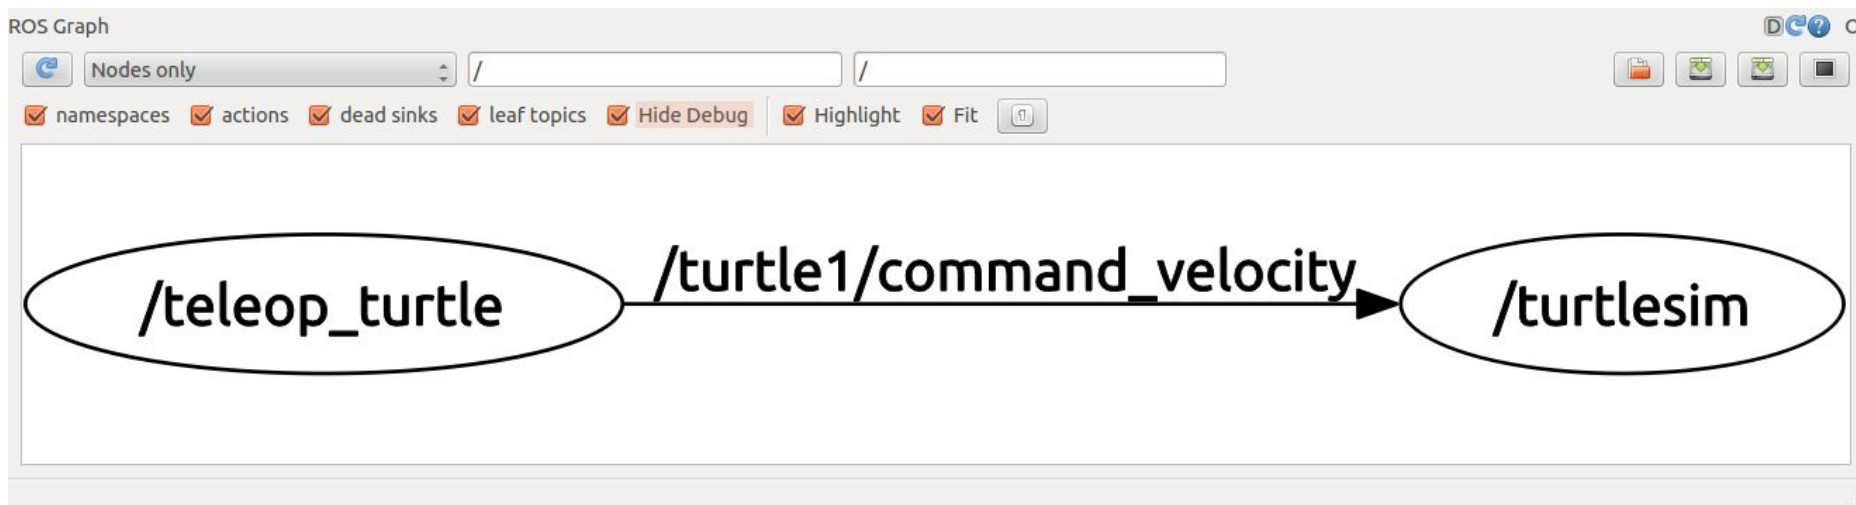 ROS Graph D ?
Nodes only / /
namespaces actions dead sinks leaf topics Hide Debug Highlight Fit
/teleop_turtle /turtle1/command_velocity /turtlesim